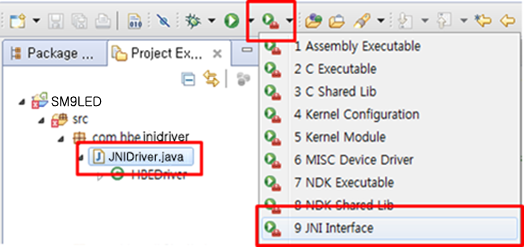 Package ...
Project Ex...
SM9LED
src
com.hbe.jnidriver
JNIDriver.java
HBEDriver
1 Assembly Executable
2 C Executable
3 C Shared Lib
4 Kernel Configuration
5 Kernel Module
6 MISC Device Driver
7 NDK Executable
8 NDK Shared Lib
9 JNI Interface